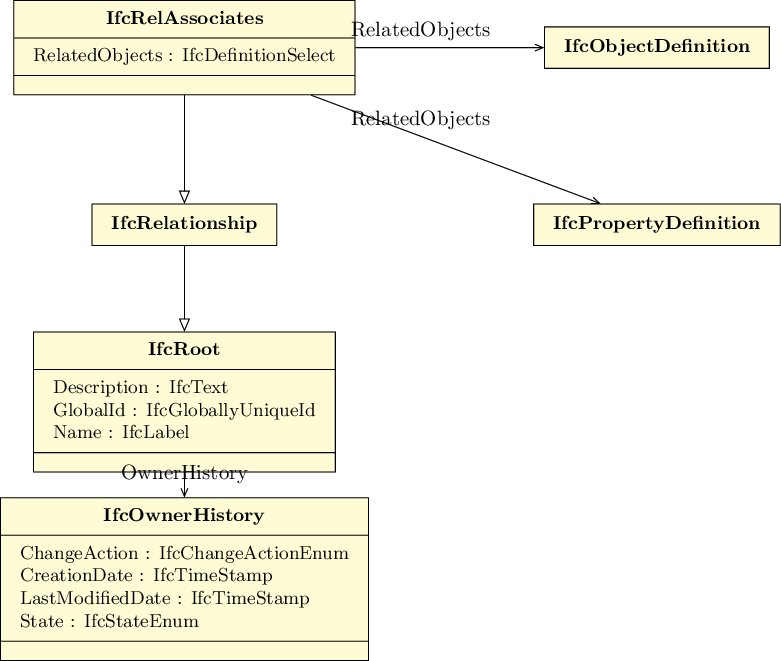 IfcRelAssociates
RelatedObjects : IfcDefinitionSelect
RelatedObjects
IfcObjectDefinition
RelatedObjects
IfcRelationship
IfcPropertyDefinition
IfcRoot
Description : IfcText
GlobalId : IfcGloballyUniqueId
Name : IfcLabel
OwnerHistory
IfcOwnerHistory
ChangeAction : IfcChangeActionEnum
CreationDate : IfcTimeStamp
LastModifiedDate : IfcTimeStamp
State : IfcStateEnum